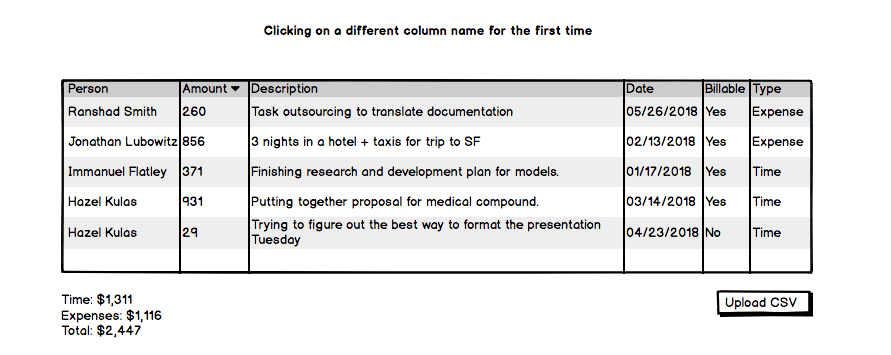 Clicking on a different column name for the first time
Person Amount Description Date Billable Type
Ranshad Smith 260 Task outsourcing to translate documentation 05/26/2018 Yes Expense
Jonathan Lubowitz 856 3 nights in a hotel + taxis for trip to SF 02/13/2018 Yes Expense
Immanuel Flatley 371 Finishing research and development plan for models. 01/17/2018 Yes Time
Hazel Kulas 931 Putting together proposal for medical compound. 03/14/2018 Yes Time
Hazel Kulas 29 Trying to figure out the best way to format the presentation 04/23/2018 No Time
Tuesday
Time: $1,311
Expenses: $1,116
Total: $2,447
Upload CSV